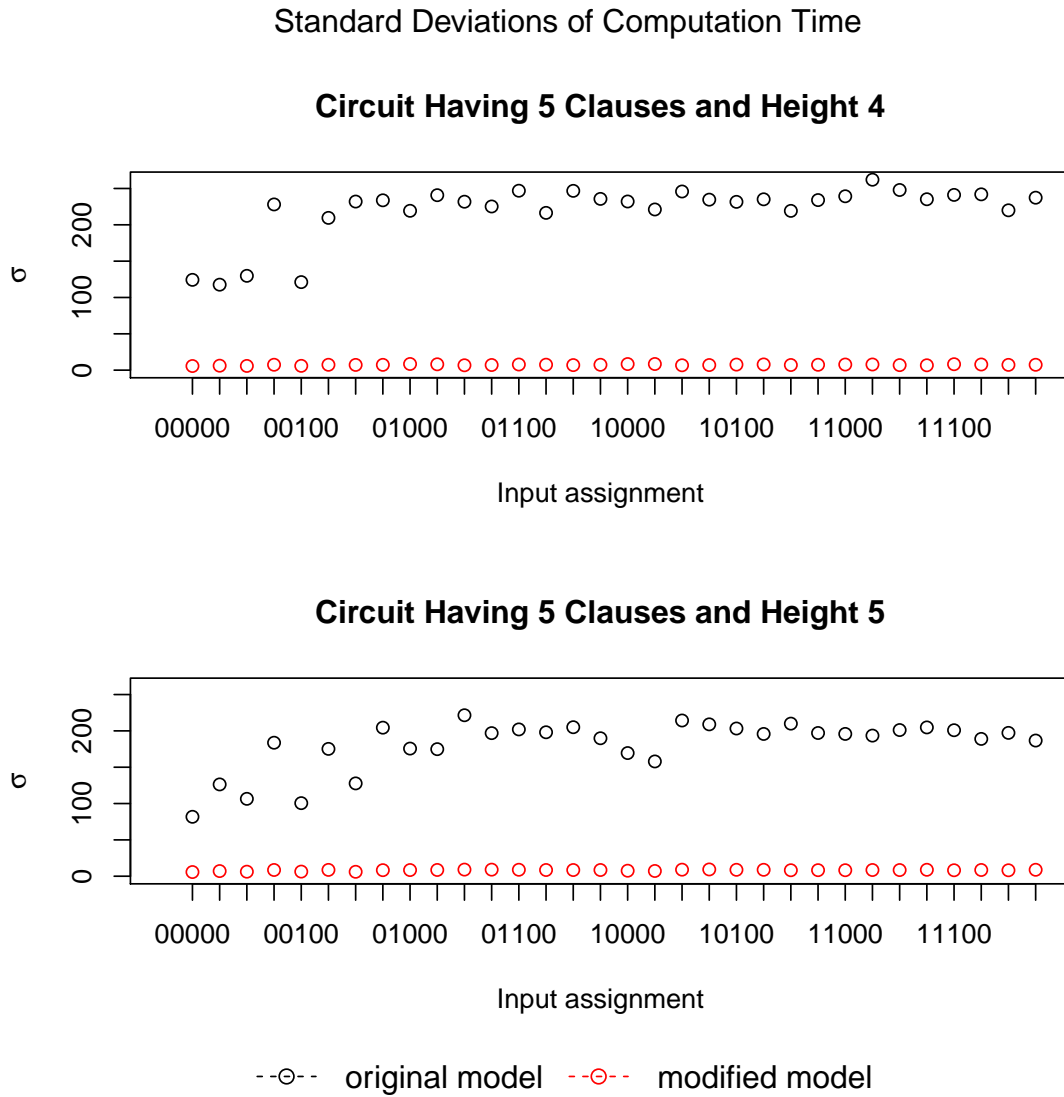 Standard Deviations of Computation Time
Circuit Having 5 Clauses and Height 4
200
100
0
σ
00000 00100 01000 01100 10000 10100 11000 11100
Input assignment
Circuit Having 5 Clauses and Height 5
200
100
0
σ
00000 00100 01000 01100 10000 10100 11000 11100
Input assignment
original model modified model